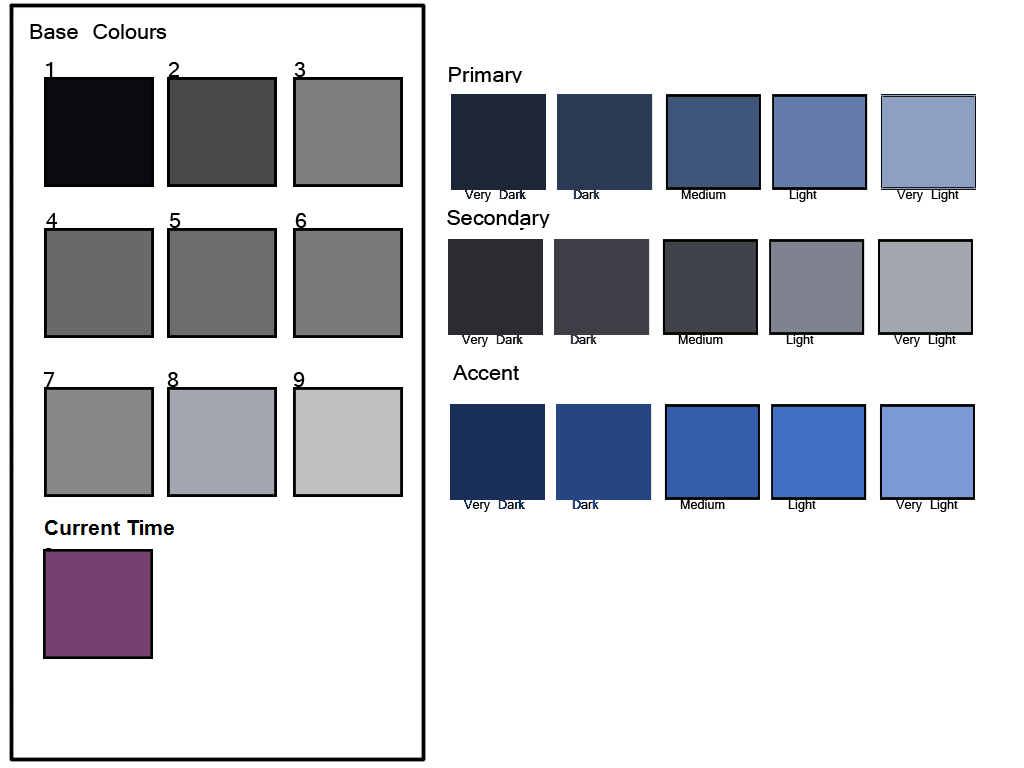 Base Colours
1 2 3
4 5 6
7 8 9
Current Time
Primary
Very Dark Dark Medium Light Very Light
Secondary
Very Dark Dark Medium Light Very Light
Accent
Very Dark Dark Medium Light Very Light